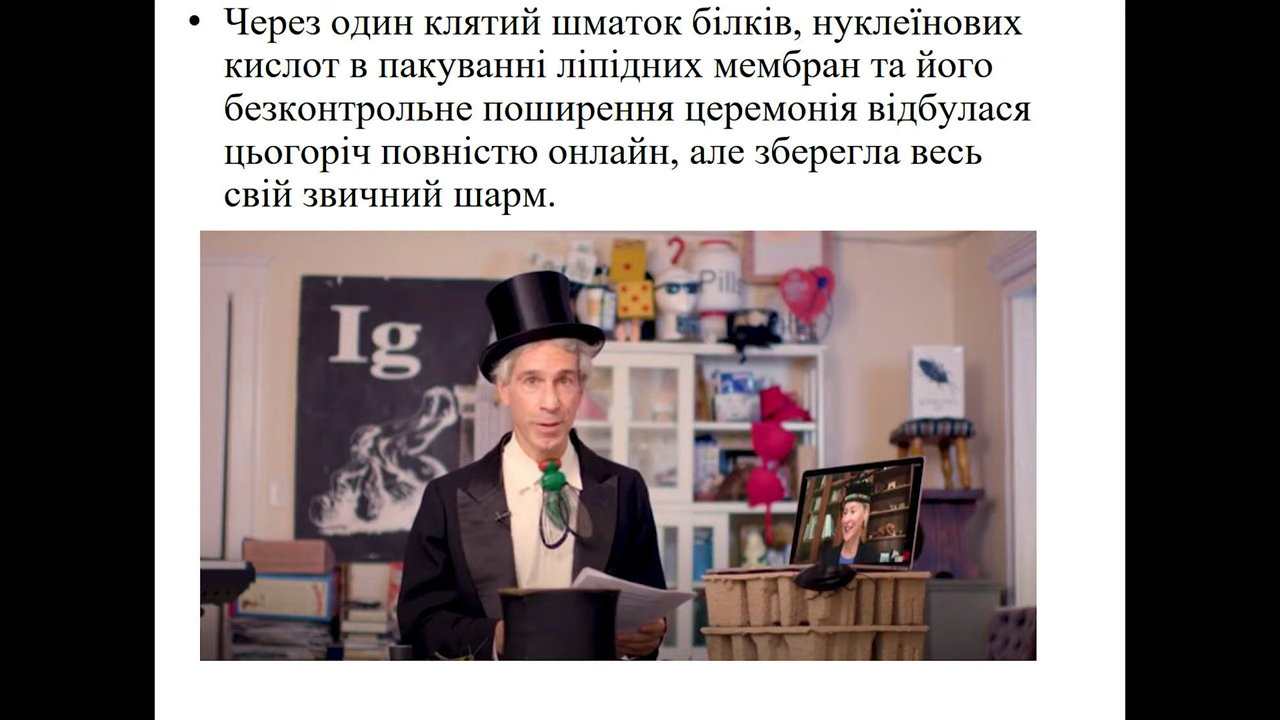 • Через один клятий шматок білків, нуклеїнових
кислот в пакуванні ліпідних мембран та його
безконтрольне поширення церемонія відбулася
цьогоріч повністю онлайн, але зберегла весь
свій звичний шарм.
Ig
Pills